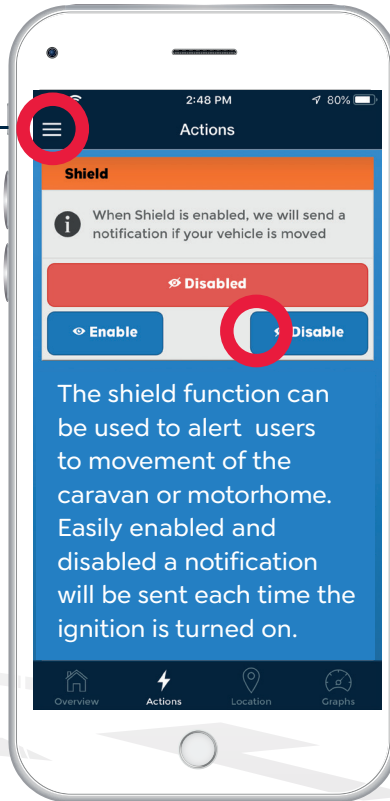 2:48 PM
80%
Actions
Shield
When Shield is enabled, we will send a
notification if your vehicle is moved
Disabled
Enable
Disable
The shield function can
be used to alert users
to movement of the
caravan or motorhome.
Easily enabled and
disabled a notification
will be sent each time the
ignition is turned on.
Overview
Actions
Location
Graphs